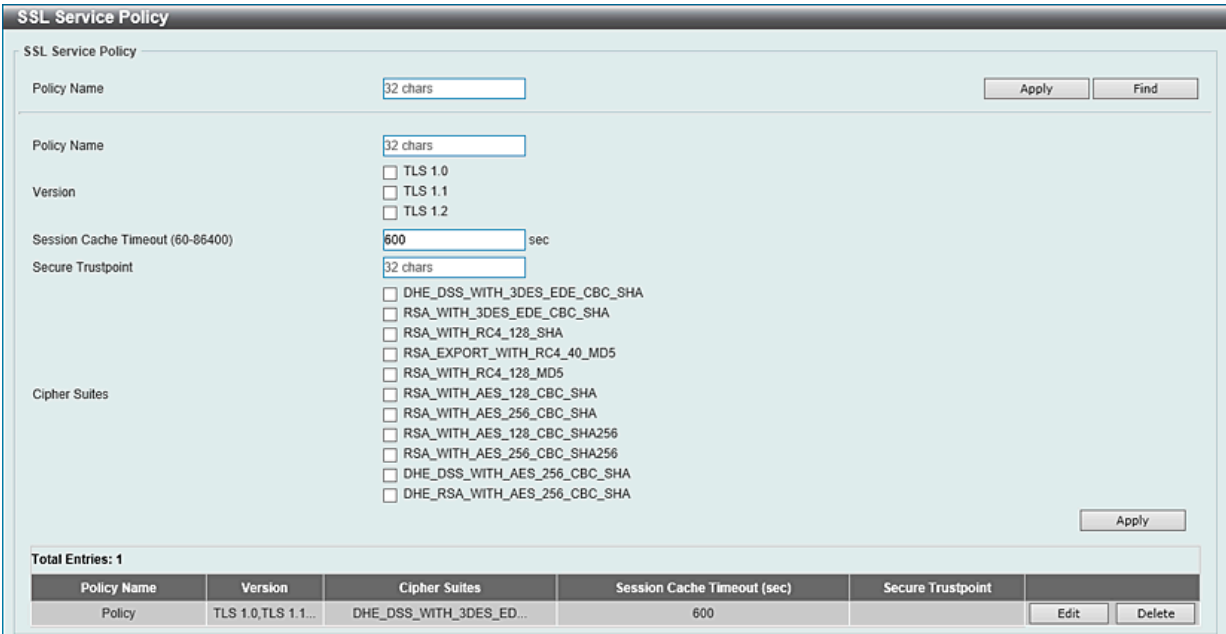 SSL Service Policy
SSL Service Policy
Policy Name 32 chars Apply Find
Policy Name 32 chars
Version
TLS 1.0
TLS 1.1
TLS 1.2
Session Cache Timeout (60-86400) 600 sec
Secure Trustpoint 32 chars
Cipher Suites
DHE_DSS_WITH_3DES_EDE_CBC_SHA
RSA_WITH_3DES_EDE_CBC_SHA
RSA_WITH_RC4_128_SHA
RSA_EXPORT_WITH_RC4_40_MD5
RSA_WITH_RC4_128_MD5
RSA_WITH_AES_128_CBC_SHA
RSA_WITH_AES_256_CBC_SHA
RSA_WITH_AES_128_CBC_SHA256
RSA_WITH_AES_256_CBC_SHA256
DHE_DSS_WITH_AES_256_CBC_SHA
DHE_RSA_WITH_AES_256_CBC_SHA
Apply
Total Entries: 1
Policy Name Version Cipher Suites Session Cache Timeout (sec) Secure Trustpoint
Policy TLS 1.0,TLS 1.1... DHE_DSS_WITH_3DES_ED... 600 Edit Delete